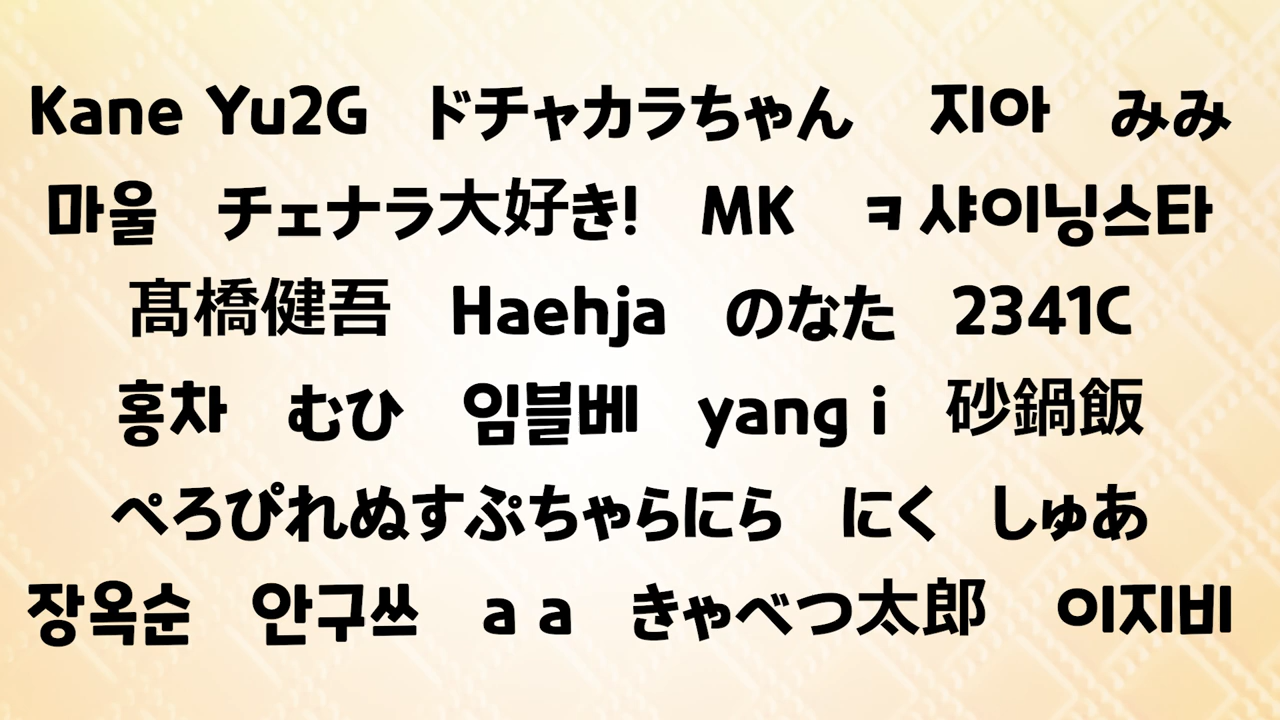 Kane Yu2G ドチャカラちゃん 지아 みみ
마울 チェナラ大好き! MK ㅋ 샤이닝스타
髙橋健吾 Haehja のなた 2341C
홍차 むひ 임블베 yang i 砂鍋飯
ぺろぴれぬすぷちゃらにら にく しゅあ
장옥순 안구쓰 a a きゃべつ太郎 이지비